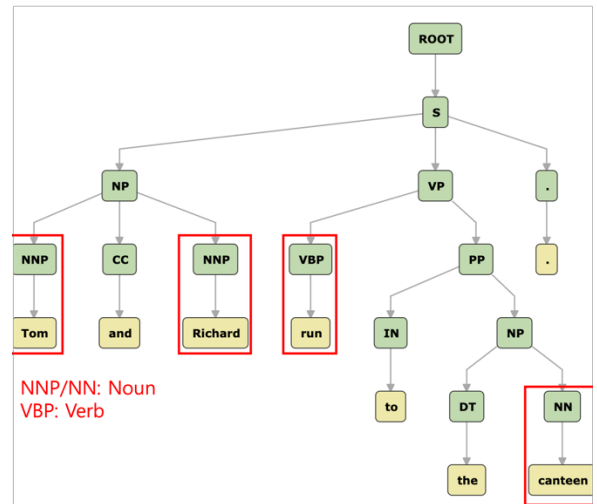 ROOT
S
NP VP .
NNP CC NNP VBP PP .
Tom and Richard run IN NP
NNP/NN: Noun
VBP: Verb
to DT NN
the canteen